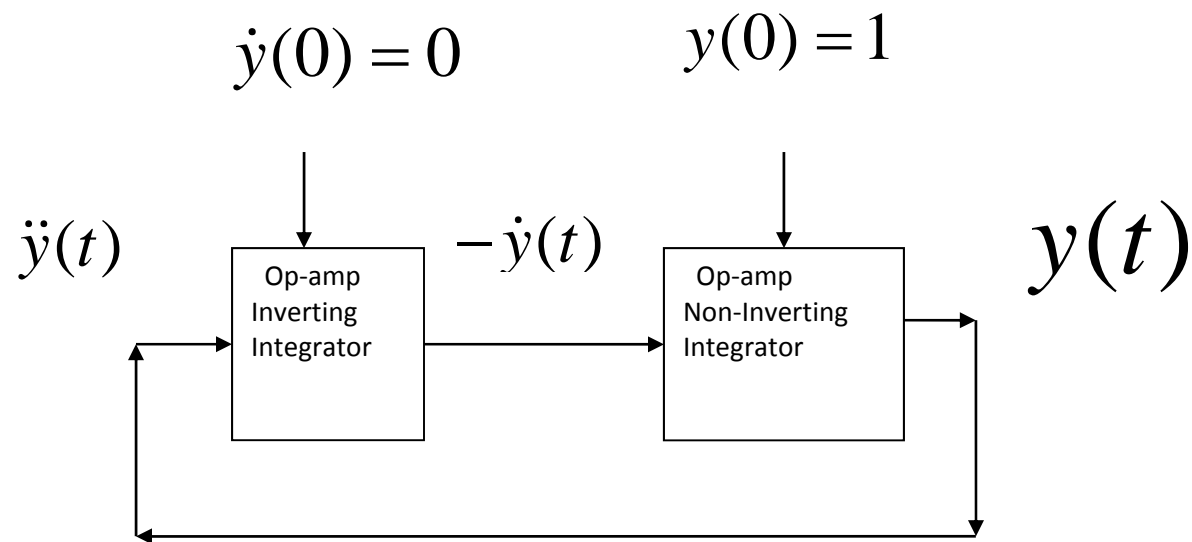 ẏ(0) = 0
y(0) = 1
ÿ(t)
−ẏ(t)
y(t)
Op-amp
Inverting
Integrator
Op-amp
Non-Inverting
Integrator